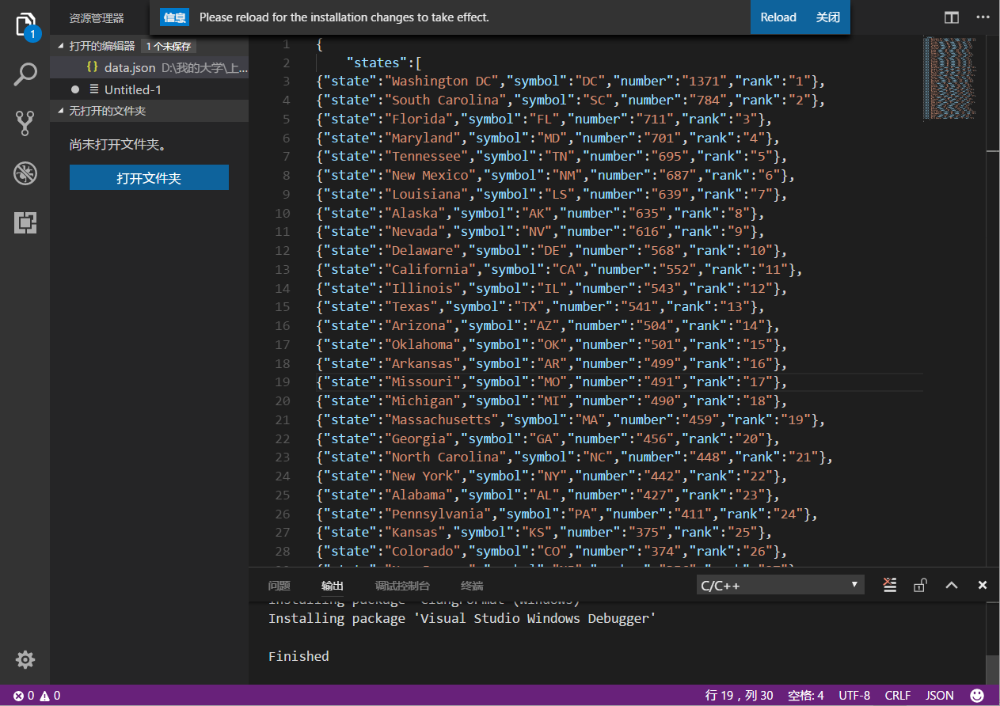 资源管理器
信息 Please reload for the installation changes to take effect. Reload 关闭
1
打开的编辑器 1 个未保存
{} data.json D:\我的大学\上...
Untitled-1
无打开的文件夹
尚未打开文件夹。
打开文件夹
1 {
2 "states":[
3 {"state":"Washington DC","symbol":"DC","number":"1371","rank":"1"},
4 {"state":"South Carolina","symbol":"SC","number":"784","rank":"2"},
5 {"state":"Florida","symbol":"FL","number":"711","rank":"3"},
6 {"state":"Maryland","symbol":"MD","number":"701","rank":"4"},
7 {"state":"Tennessee","symbol":"TN","number":"695","rank":"5"},
8 {"state":"New Mexico","symbol":"NM","number":"687","rank":"6"},
9 {"state":"Louisiana","symbol":"LS","number":"639","rank":"7"},
10 {"state":"Alaska","symbol":"AK","number":"635","rank":"8"},
11 {"state":"Nevada","symbol":"NV","number":"616","rank":"9"},
12 {"state":"Delaware","symbol":"DE","number":"568","rank":"10"},
13 {"state":"California","symbol":"CA","number":"552","rank":"11"},
14 {"state":"Illinois","symbol":"IL","number":"543","rank":"12"},
15 {"state":"Texas","symbol":"TX","number":"541","rank":"13"},
16 {"state":"Arizona","symbol":"AZ","number":"504","rank":"14"},
17 {"state":"Oklahoma","symbol":"OK","number":"501","rank":"15"},
18 {"state":"Arkansas","symbol":"AR","number":"499","rank":"16"},
19 {"state":"Missouri","symbol":"MO","number":"491","rank":"17"},
20 {"state":"Michigan","symbol":"MI","number":"490","rank":"18"},
21 {"state":"Massachusetts","symbol":"MA","number":"459","rank":"19"},
22 {"state":"Georgia","symbol":"GA","number":"456","rank":"20"},
23 {"state":"North Carolina","symbol":"NC","number":"448","rank":"21"},
24 {"state":"New York","symbol":"NY","number":"442","rank":"22"},
25 {"state":"Alabama","symbol":"AL","number":"427","rank":"23"},
26 {"state":"Pennsylvania","symbol":"PA","number":"411","rank":"24"},
27 {"state":"Kansas","symbol":"KS","number":"375","rank":"25"},
28 {"state":"Colorado","symbol":"CO","number":"374","rank":"26"},
问题 输出 调试控制台 终端 C/C++
Installing package 'ClangFormat (Windows)'
Installing package 'Visual Studio Windows Debugger'
Finished
0 0 行 19，列 30 空格: 4 UTF-8 CRLF JSON